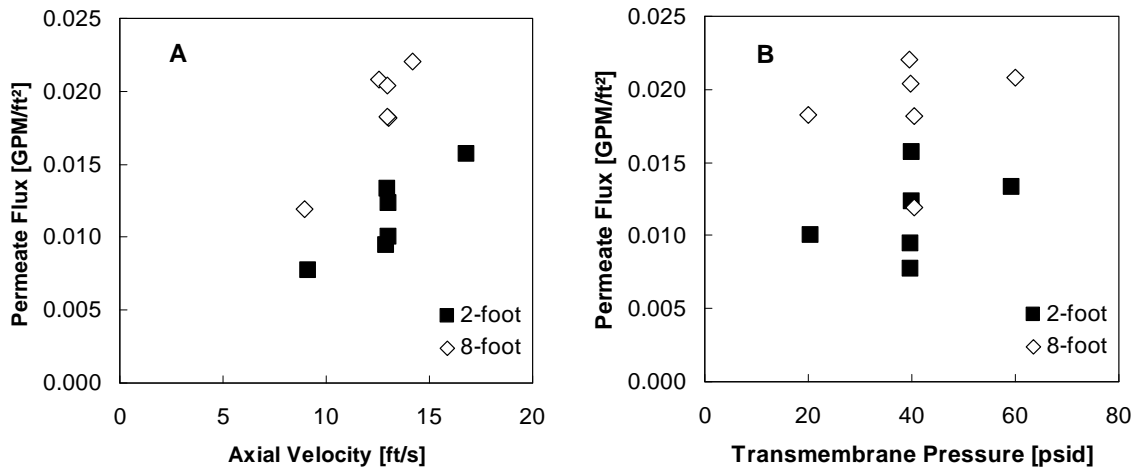 A
Permeate Flux [GPM/ft²]
0.025
0.020
0.015
0.010
0.005
0.000
0
5
10
15
20
Axial Velocity [ft/s]
2-foot
8-foot
B
Permeate Flux [GPM/ft²]
0.025
0.020
0.015
0.010
0.005
0.000
0
20
40
60
80
Transmembrane Pressure [psid]
2-foot
8-foot